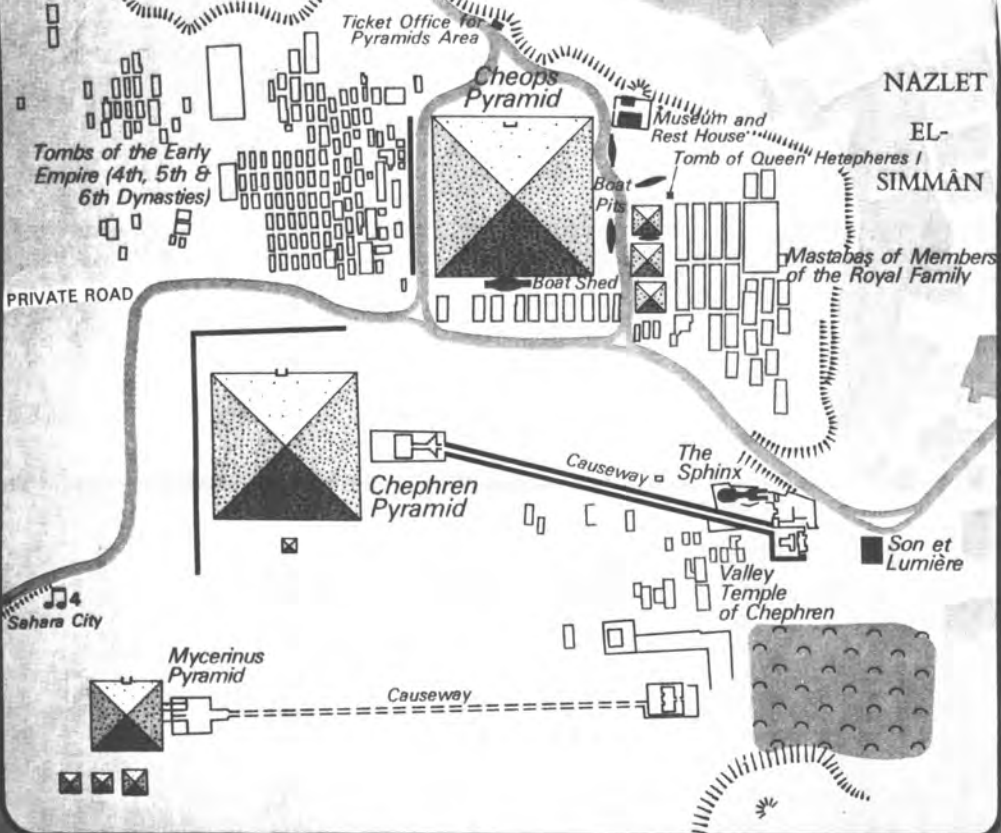 Ticket Office for
Pyramids Area
Cheops
Pyramid
NAZLET
EL-
SIMMÂN
Museum and
Rest House
Tomb of Queen Hetepheres I
Tombs of the Early
Empire (4th, 5th &
6th Dynasties)
Boat
Pits
Mastabas of Members
of the Royal Family
Boat Shed
PRIVATE ROAD
The
Sphinx
Causeway
Chephren
Pyramid
Son et
Lumière
Valley
Temple
of Chephren
4
Sahara City
Mycerinus
Pyramid
Causeway